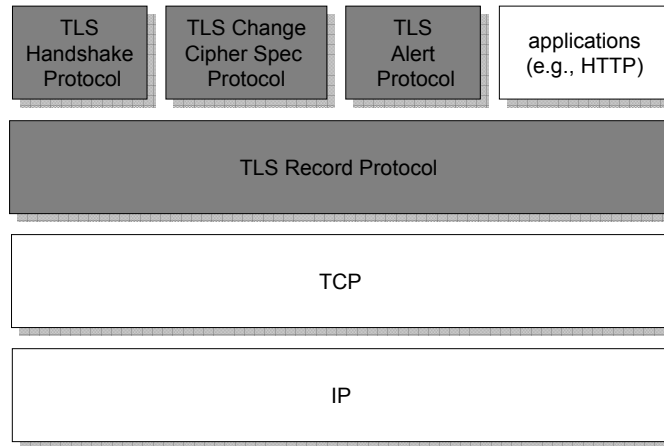 TLS
Handshake
Protocol
TLS Change
Cipher Spec
Protocol
TLS
Alert
Protocol
applications
(e.g., HTTP)
TLS Record Protocol
TCP
IP